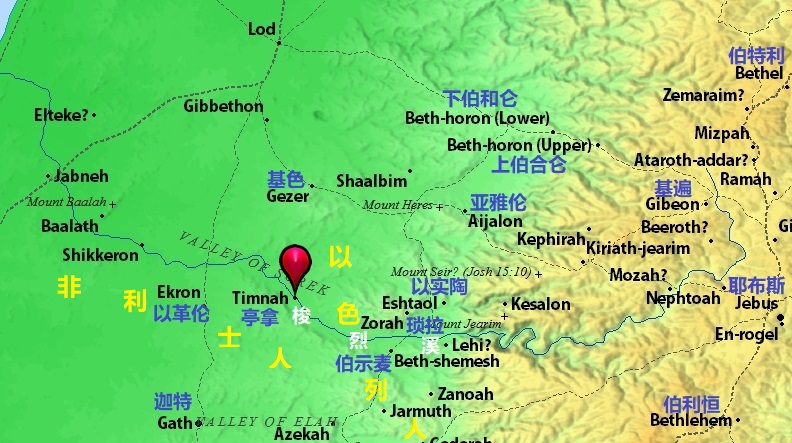 Lod
伯特利
Bethel
Zemaraim?
下伯和仑
Gibbethon
Elteke?
Beth-horon (Lower)
Mizpah
Beth-horon (Upper)
Ataroth-addar?
上伯合仑
Ramah
Jabneh
基色
Shaalbim
基遍
Gezer
Mount Baalah
Mount Heres
亚雅伦
Gibeon
Aijalon
Baalath
Beeroth?
Kephirah
Kiriath-jearim
Shikkeron
VALLEY OF SOREK
以
Mount Seir? (Josh 15:10)
Mozah?
非
利
Ekron
Timnah
以实陶
耶布斯
Eshtaol
Kesalon
Nephtoah
Jebus
以革伦
亭拿
梭
色
Zorah
琐拉
Mount Jearim
En-rogel
士
烈
溪
Lehi?
人
伯示麦
Beth-shemesh
列
Zanoah
迦特
Jarmuth
伯利恒
Gath
VALLEY OF ELAH
Azekah
人
Bethlehem